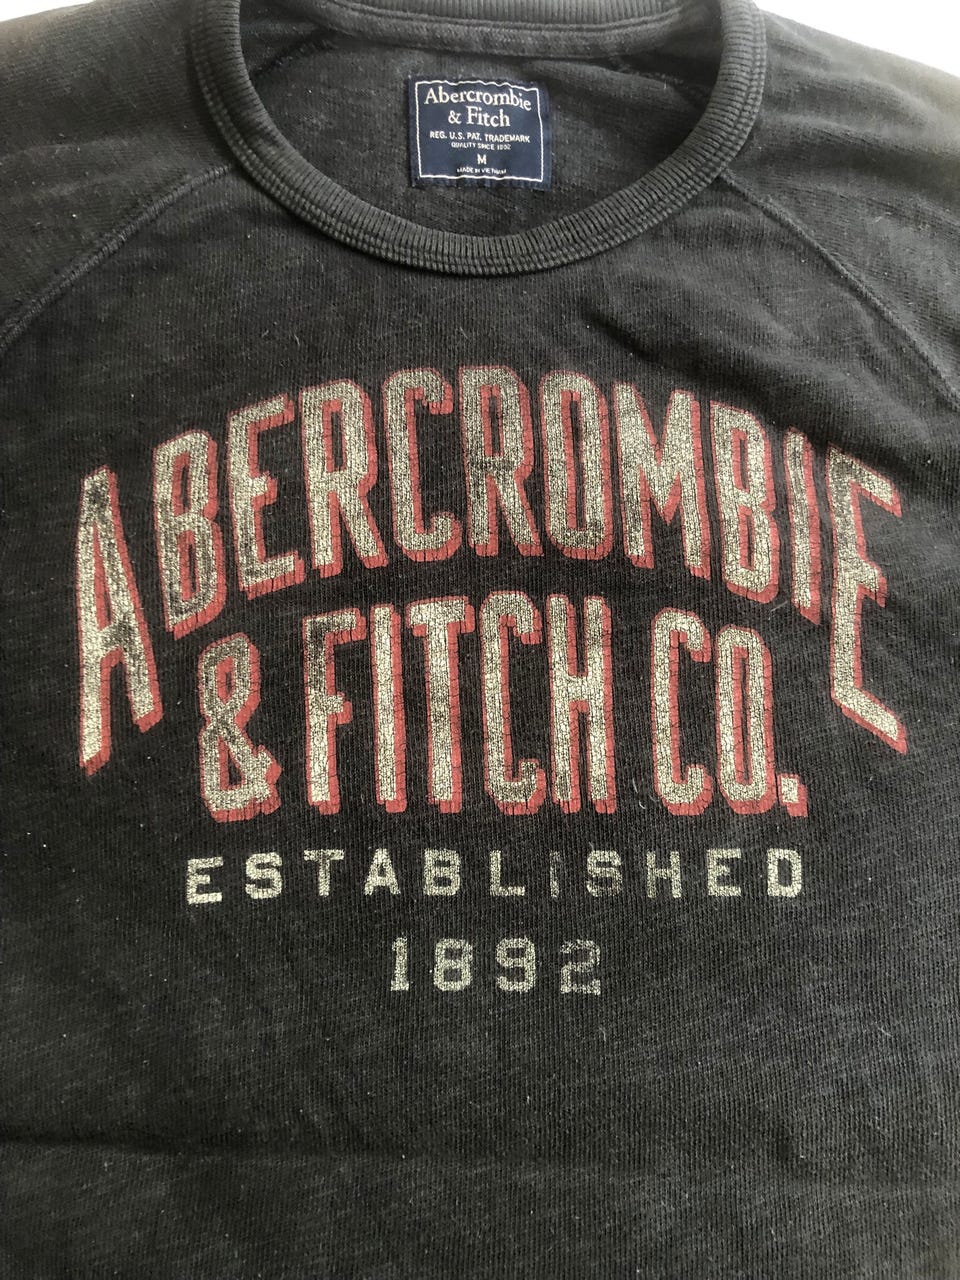 Abercrombie
& Fitch
REG. U.S. PAT. TRADEMARK
QUALITY SINCE 1892
M
MADE IN VIETNAM
ABERCROMBIE
& FITCH CO.
ESTABLISHED
1892